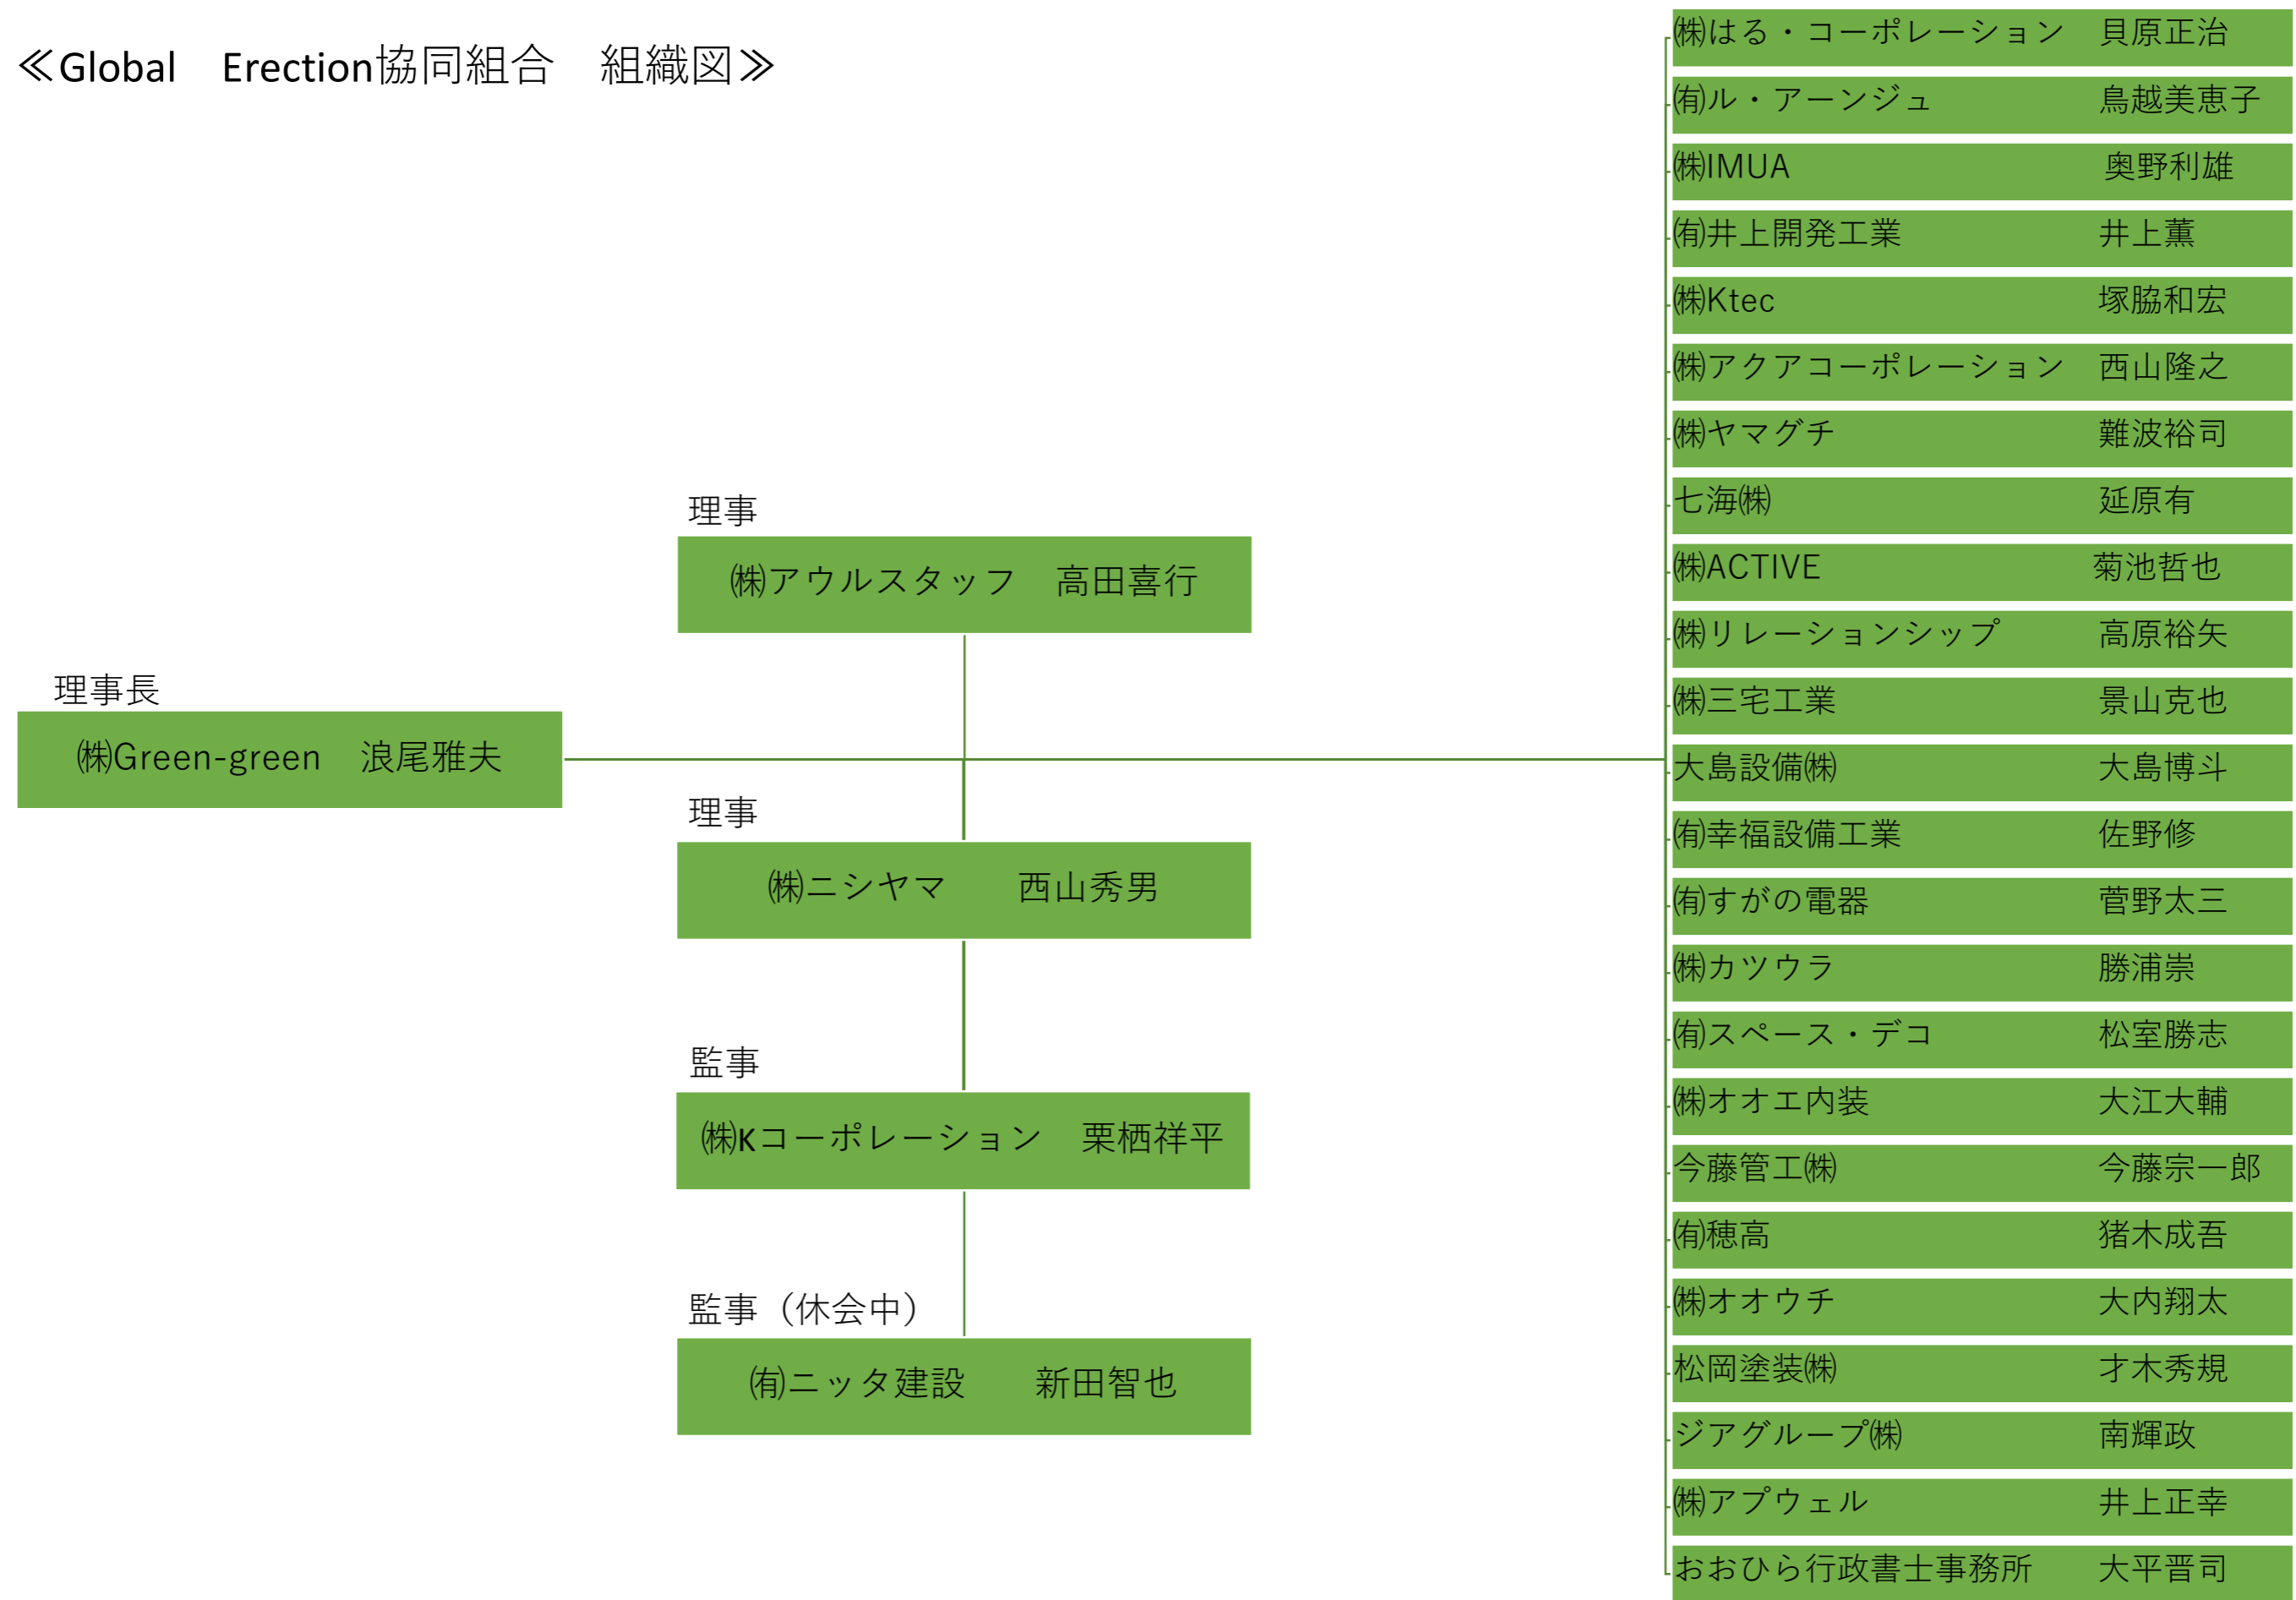 ≪Global　Erection協同組合　組織図≫
理事長
㈱Green-green　浪尾雅夫
理事
㈱アウルスタッフ　高田喜行
理事
㈱ニシヤマ　　西山秀男
監事
㈱Kコーポレーション　栗栖祥平
監事（休会中）
㈲ニッタ建設　　新田智也
㈱はる・コーポレーション　貝原正治
㈲ル・アーンジュ　鳥越美恵子
㈱IMUA　奥野利雄
㈲井上開発工業　井上薫
㈱Ktec　塚脇和宏
㈱アクアコーポレーション　西山隆之
㈱ヤマグチ　難波裕司
七海㈱　延原有
㈱ACTIVE　菊池哲也
㈱リレーションシップ　高原裕矢
㈱三宅工業　景山克也
大島設備㈱　大島博斗
㈲幸福設備工業　佐野修
㈲すがの電器　菅野太三
㈱カツウラ　勝浦崇
㈲スペース・デコ　松室勝志
㈱オオエ内装　大江大輔
今藤管工㈱　今藤宗一郎
㈲穂高　猪木成吾
㈱オオウチ　大内翔太
松岡塗装㈱　才木秀規
ジアグループ㈱　南輝政
㈱アプウェル　井上正幸
おおひら行政書士事務所　大平晋司